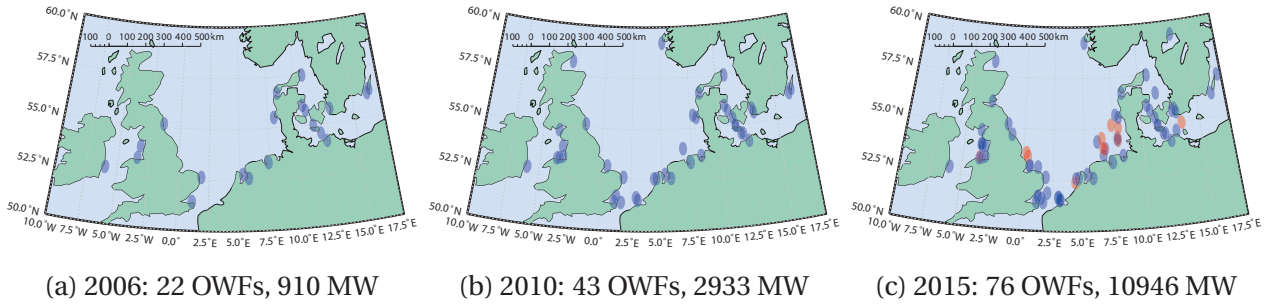 60.0°N
57.5°N
55.0°N
52.5°N
50.0°N
100 0 100 200 300 400 500 km
10.0°W 7.5°W 5.0°W 2.5°W 0.0° 2.5°E 5.0°E 7.5°E 10.0°E 12.5°E 15.0°E 17.5°E
60.0°N
57.5°N
55.0°N
52.5°N
50.0°N
100 0 100 200 300 400 500 km
10.0°W 7.5°W 5.0°W 2.5°W 0.0° 2.5°E 5.0°E 7.5°E 10.0°E 12.5°E 15.0°E 17.5°E
60.0°N
57.5°N
55.0°N
52.5°N
50.0°N
100 0 100 200 300 400 500 km
10.0°W 7.5°W 5.0°W 2.5°W 0.0° 2.5°E 5.0°E 7.5°E 10.0°E 12.5°E 15.0°E 17.5°E
(a) 2006: 22 OWFs, 910 MW
(b) 2010: 43 OWFs, 2933 MW
(c) 2015: 76 OWFs, 10946 MW